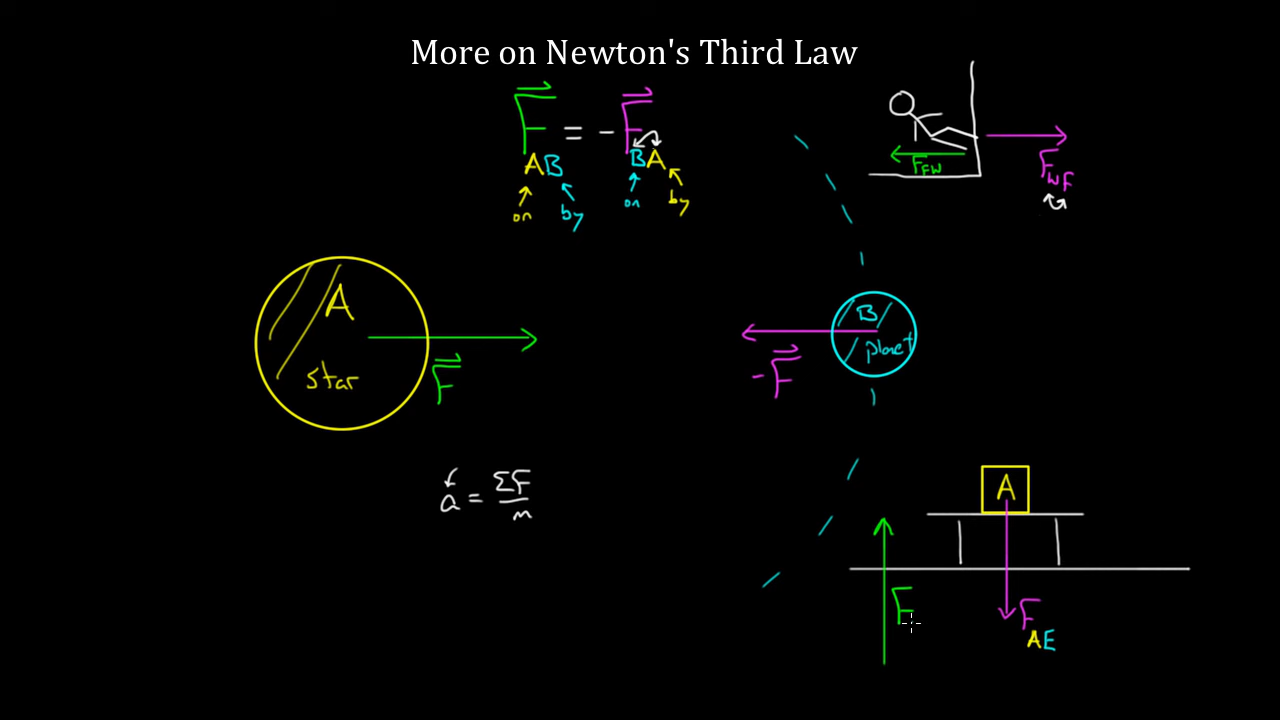 More on Newton's Third Law
F = - F
AB BA
on by on by
F FW
F WF
A
star
F
B
planet
-F
a = ΣF
m
A
F
F
AE